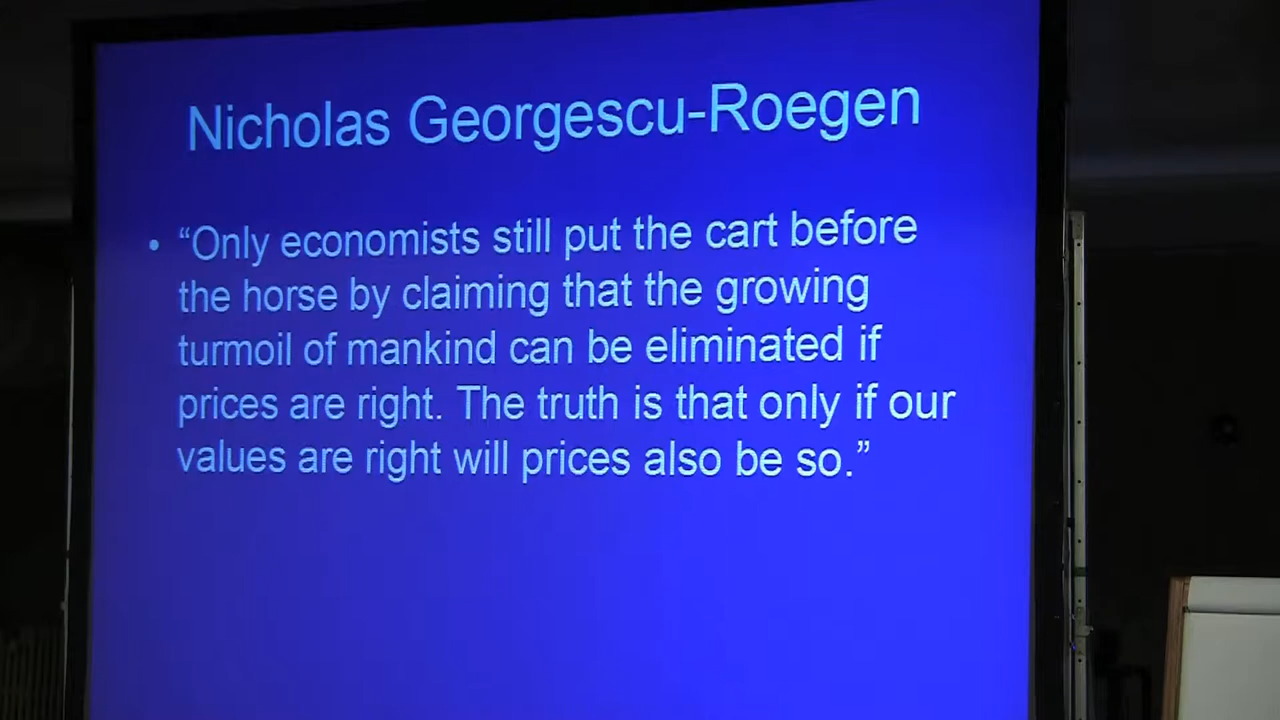 Nicholas Georgescu-Roegen
• “Only economists still put the cart before
the horse by claiming that the growing
turmoil of mankind can be eliminated if
prices are right. The truth is that only if our
values are right will prices also be so.”